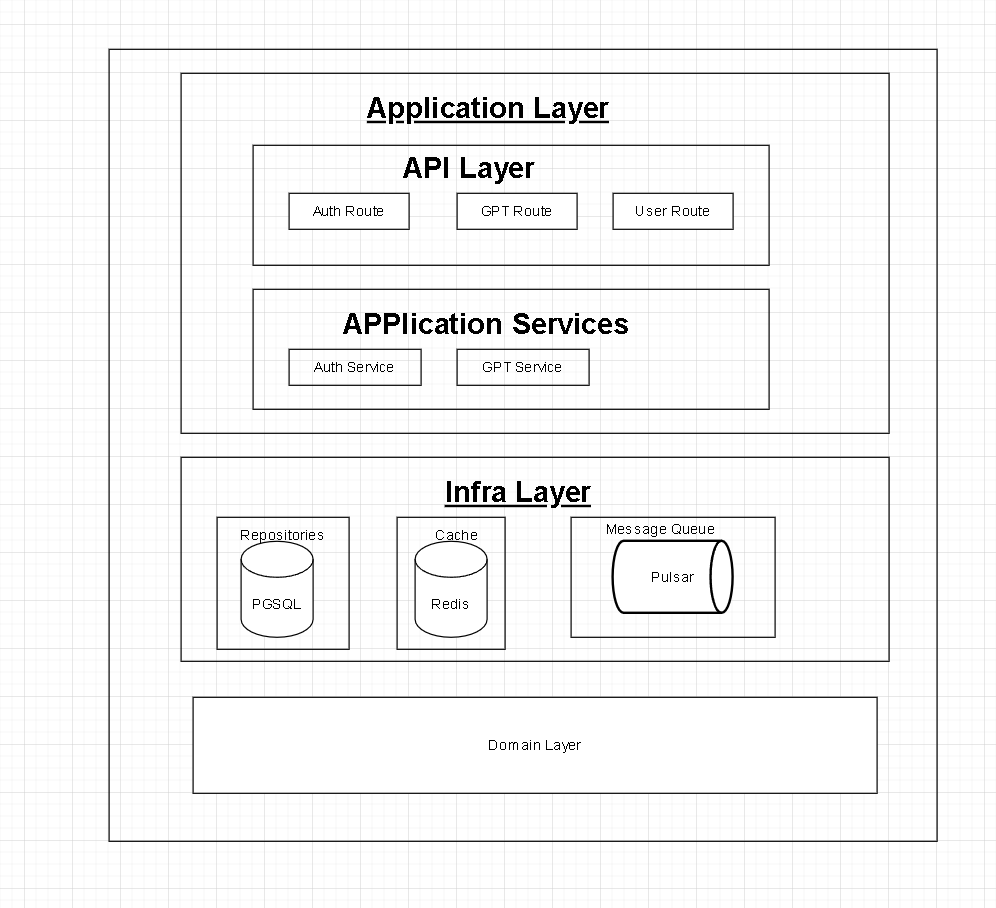 Application Layer
API Layer
Auth Route
GPT Route
User Route
APPlication Services
Auth Service
GPT Service
Infra Layer
Repositories
PGSQL
Cache
Redis
Message Queue
Pulsar
Domain Layer